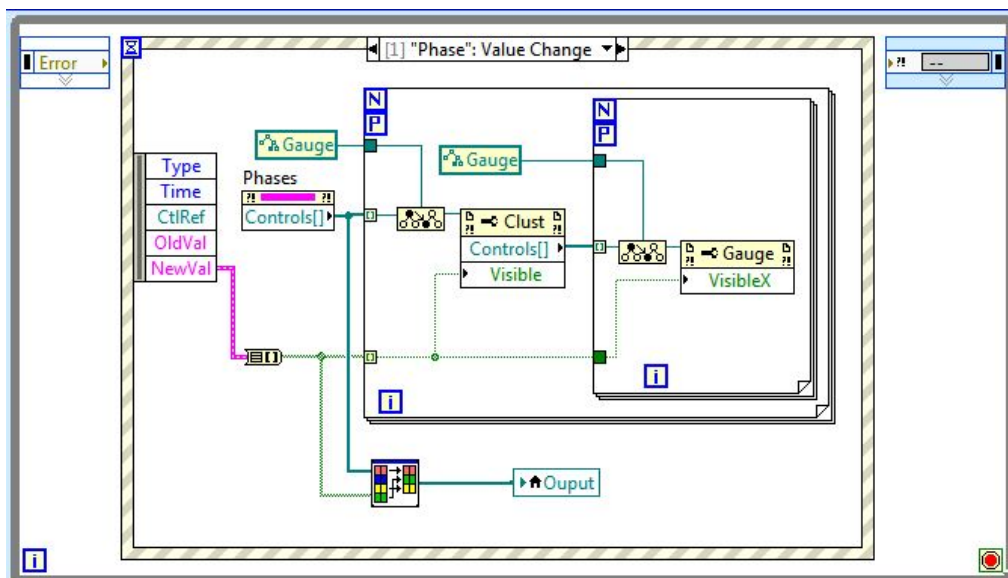 [1] "Phase": Value Change
Error
?! --
N
P
N
P
Gauge
Gauge
Type
Time
CtlRef
OldVal
NewVal
Phases
?! ?!
Controls[]
?! Clust ?!
Controls[]
Visible
?! Gauge ?!
VisibleX
i
i
Ouput
i